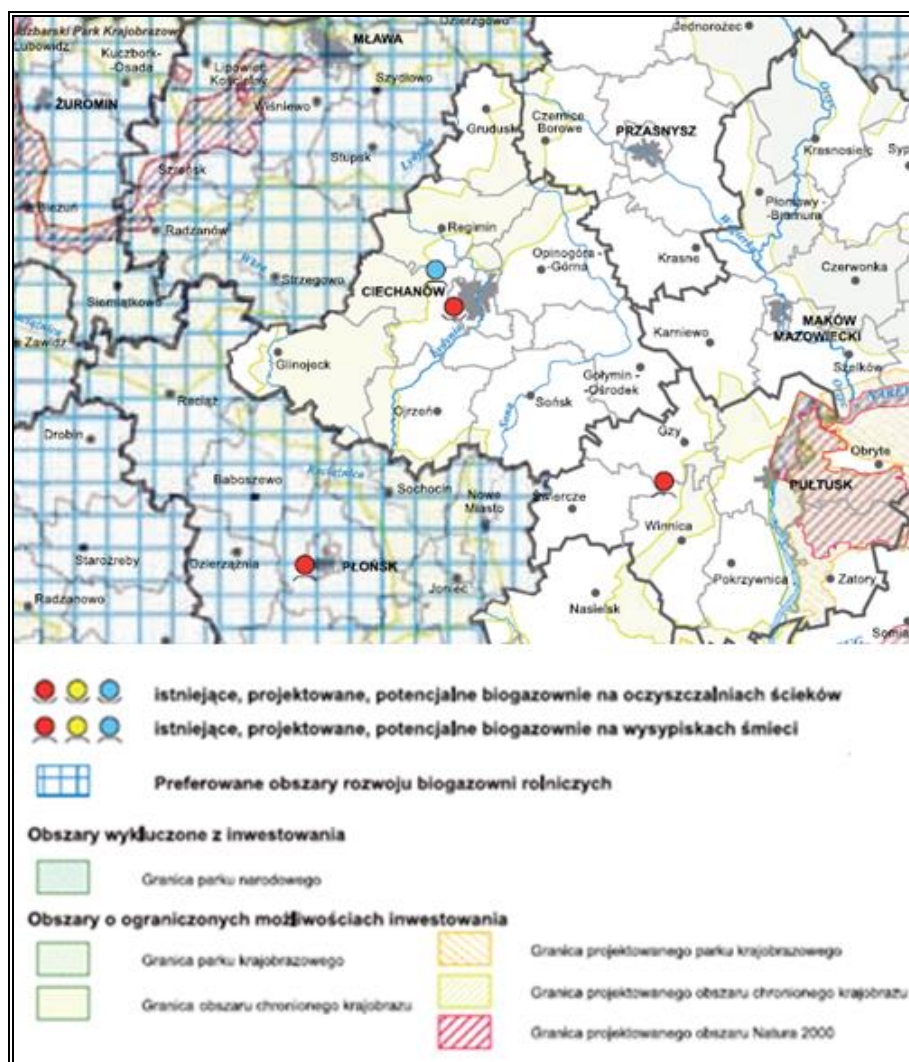 Lubowidz
Kuczbork-
-Osada
MŁAWA
Dzierzgowo
Jednorożec
Lipowiec
Kościelny
Szydłowo
ŻUROMIN
Wiśniewo
Grudusk
Czernice
Borowe
PRZASNYSZ
Krasnosielc
Stupsk
Szreńsk
Bieżuń
Radzanów
Regimin
Płoniawy
-Bramura
Wkra
Strzegowo
Opinogóra -
-Górna
Krasne
Czerwonka
Siemiątkowo
CIECHANÓW
Łydynia
Karniewo
MAKÓW
MAZOWIECKI
Zawidz
Glinojeck
Szelków
Raciąż
Gołymin -
-Ośrodek
Ojrzeń
Sońsk
Sona
Drobin
Gzy
Obryte
Baboszewo
Sochocin
Nowe
Miasto
Świercze
PUŁTUSK
Winnica
Staroźreby
Dzierzążnia
PŁOŃSK
Joniec
Pokrzywnica
Zatory
Radzanowo
Nasielsk
istniejące, projektowane, potencjalne biogazownie na oczyszczalniach ścieków
istniejące, projektowane, potencjalne biogazownie na wysypiskach śmieci
Preferowane obszary rozwoju biogazowni rolniczych
Obszary wykluczone z inwestowania
Granica parku narodowego
Obszary o ograniczonych możliwościach inwestowania
Granica parku krajobrazowego
Granica obszaru chronionego krajobrazu
Granica projektowanego parku krajobrazowego
Granica projektowanego obszaru chronionego krajobrazu
Granica projektowanego obszaru Natura 2000